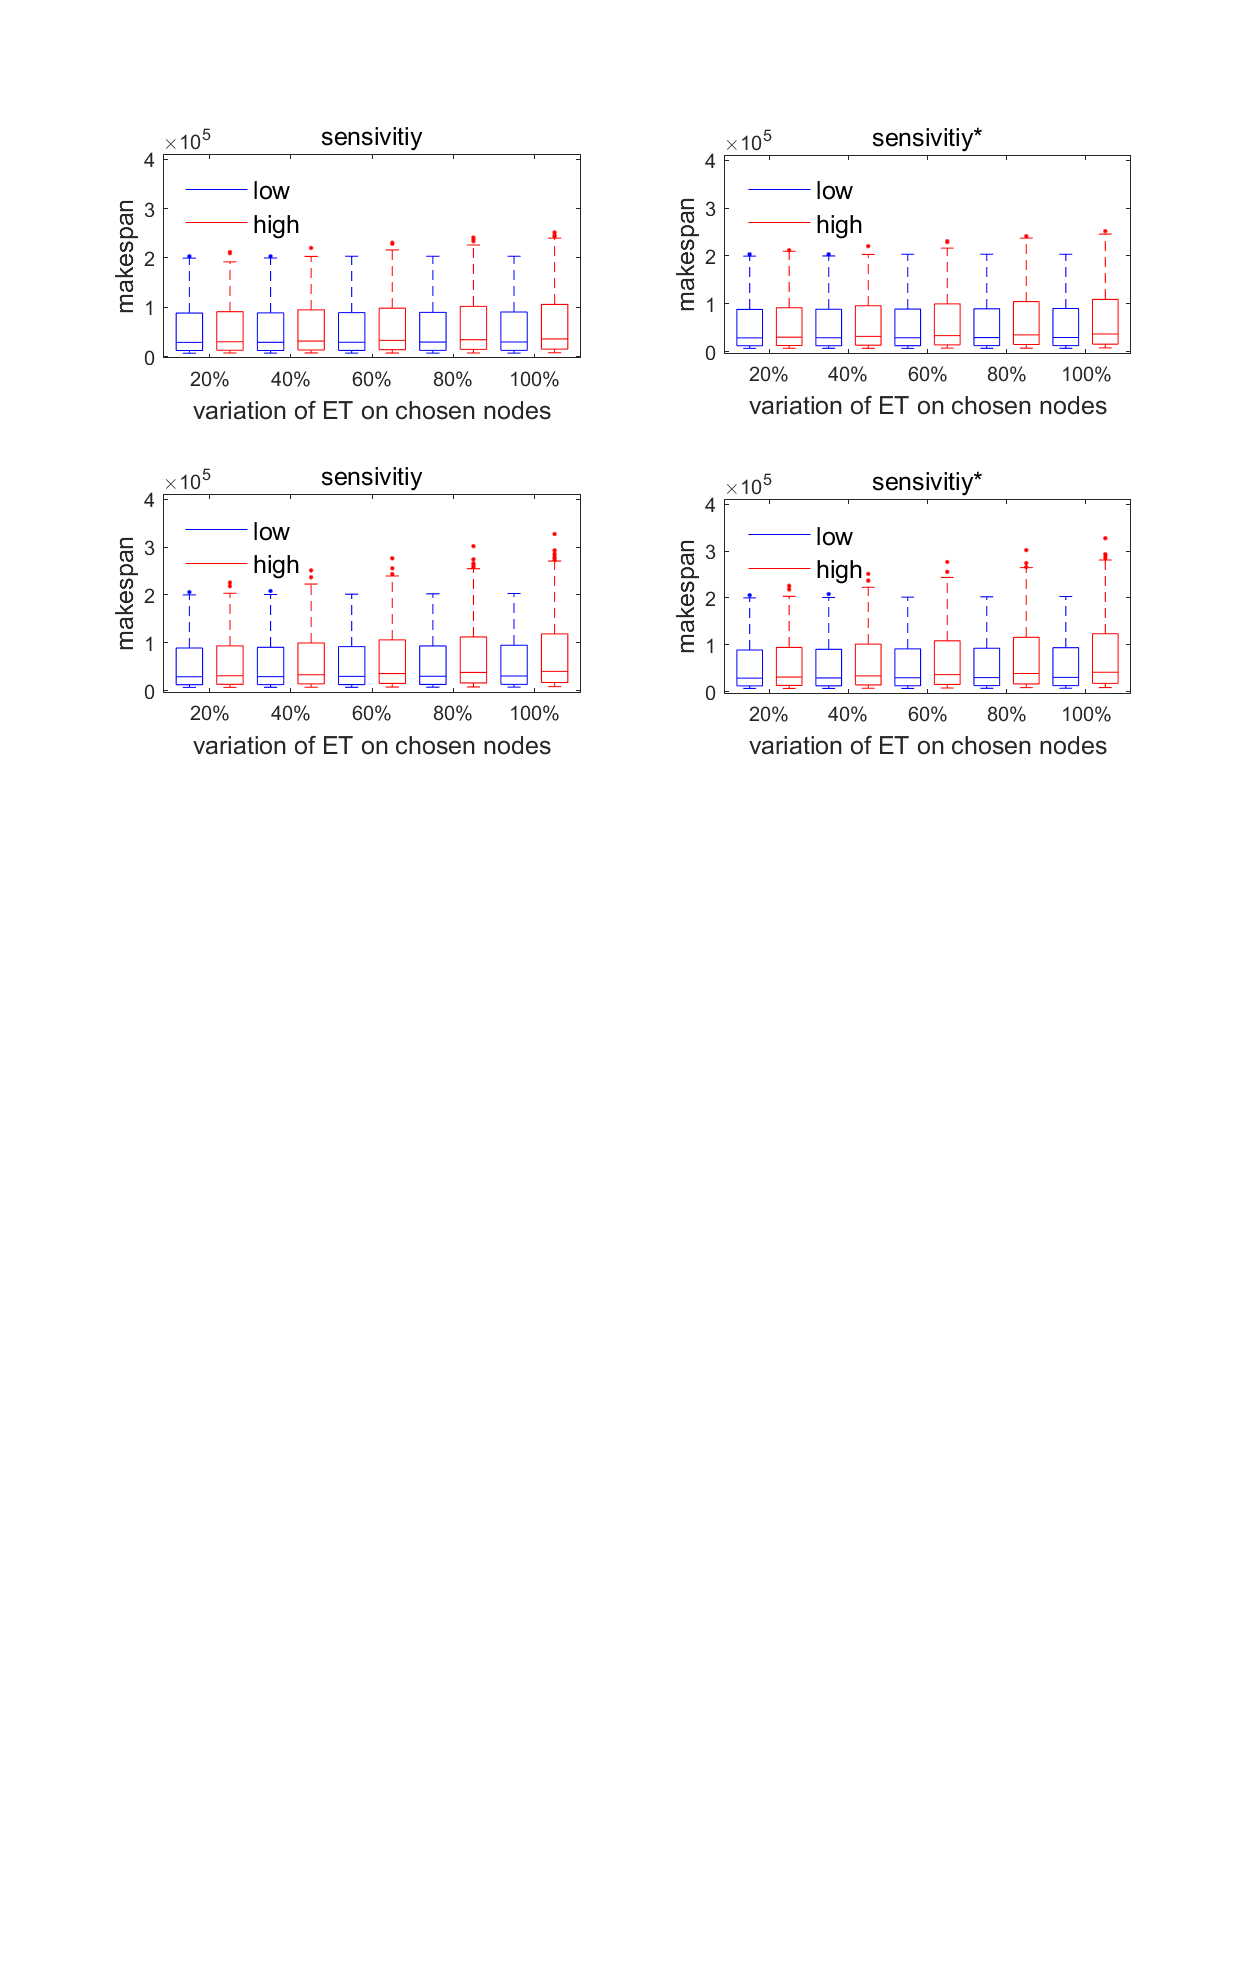 sensivitiy
×10^5
4
3
2
1
0
makespan
low
high
20% 40% 60% 80% 100%
variation of ET on chosen nodes
sensivitiy*
×10^5
4
3
2
1
0
makespan
low
high
20% 40% 60% 80% 100%
variation of ET on chosen nodes
sensivitiy
×10^5
4
3
2
1
0
makespan
low
high
20% 40% 60% 80% 100%
variation of ET on chosen nodes
sensivitiy*
×10^5
4
3
2
1
0
makespan
low
high
20% 40% 60% 80% 100%
variation of ET on chosen nodes